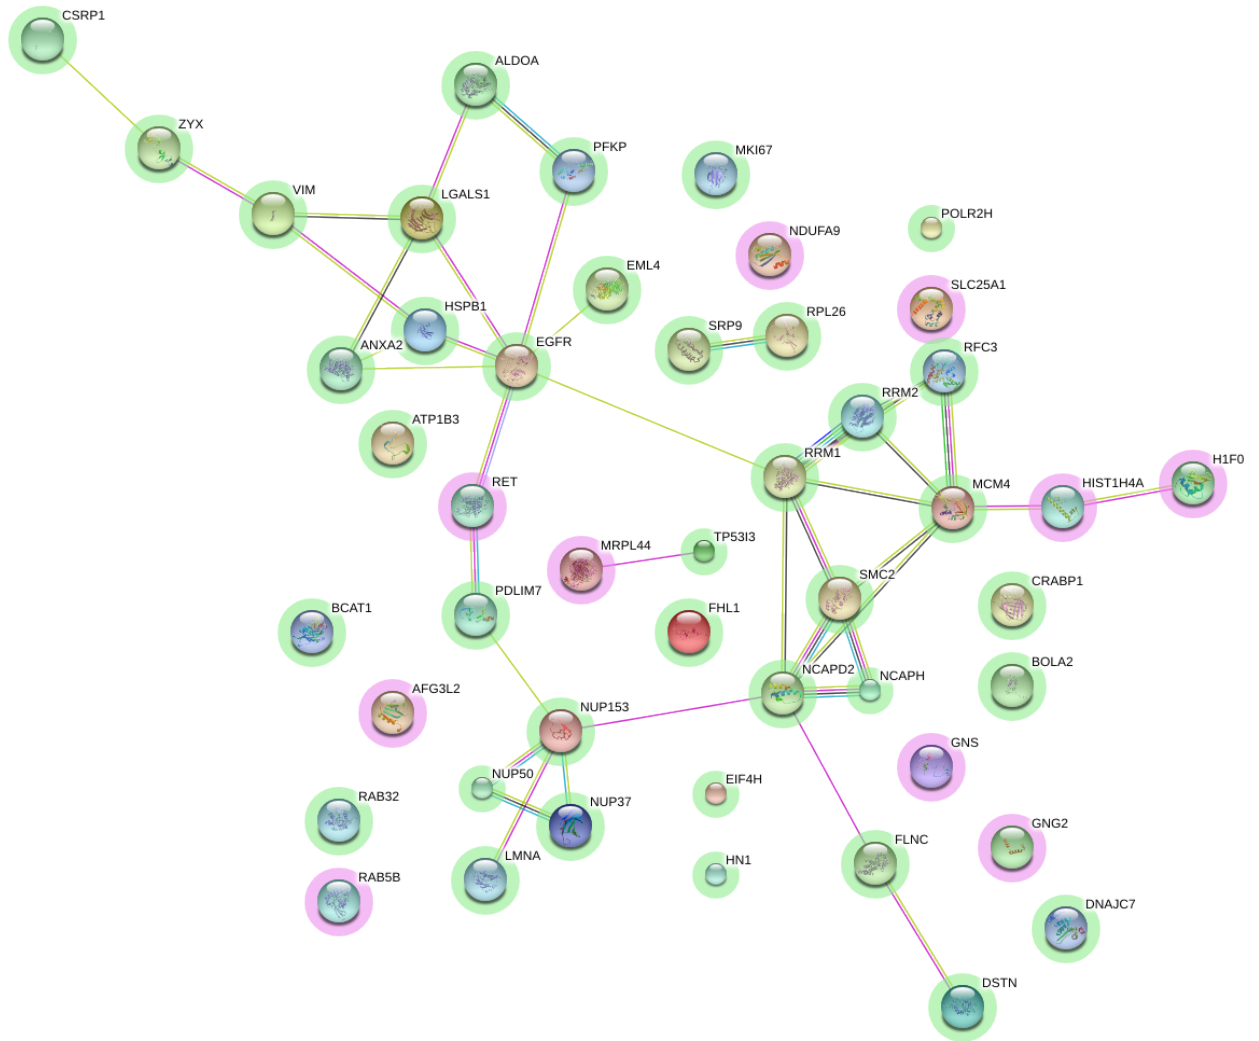 CSRP1
ALDOA
ZYX
PFKP
MKI67
VIM
LGALS1
POLR2H
NDUFA9
EML4
SLC25A1
HSPB1
RPL26
SRP9
EGFR
ANXA2
RFC3
RRM2
ATP1B3
RRM1
H1F0
RET
MCM4
HIST1H4A
TP53I3
MRPL44
SMC2
CRABP1
PDLIM7
BCAT1
FHL1
BOLA2
NCAPD2
NCAPH
AFG3L2
NUP153
GNS
NUP50
EIF4H
RAB32
NUP37
GNG2
FLNC
LMNA
HN1
RAB5B
DNAJC7
DSTN